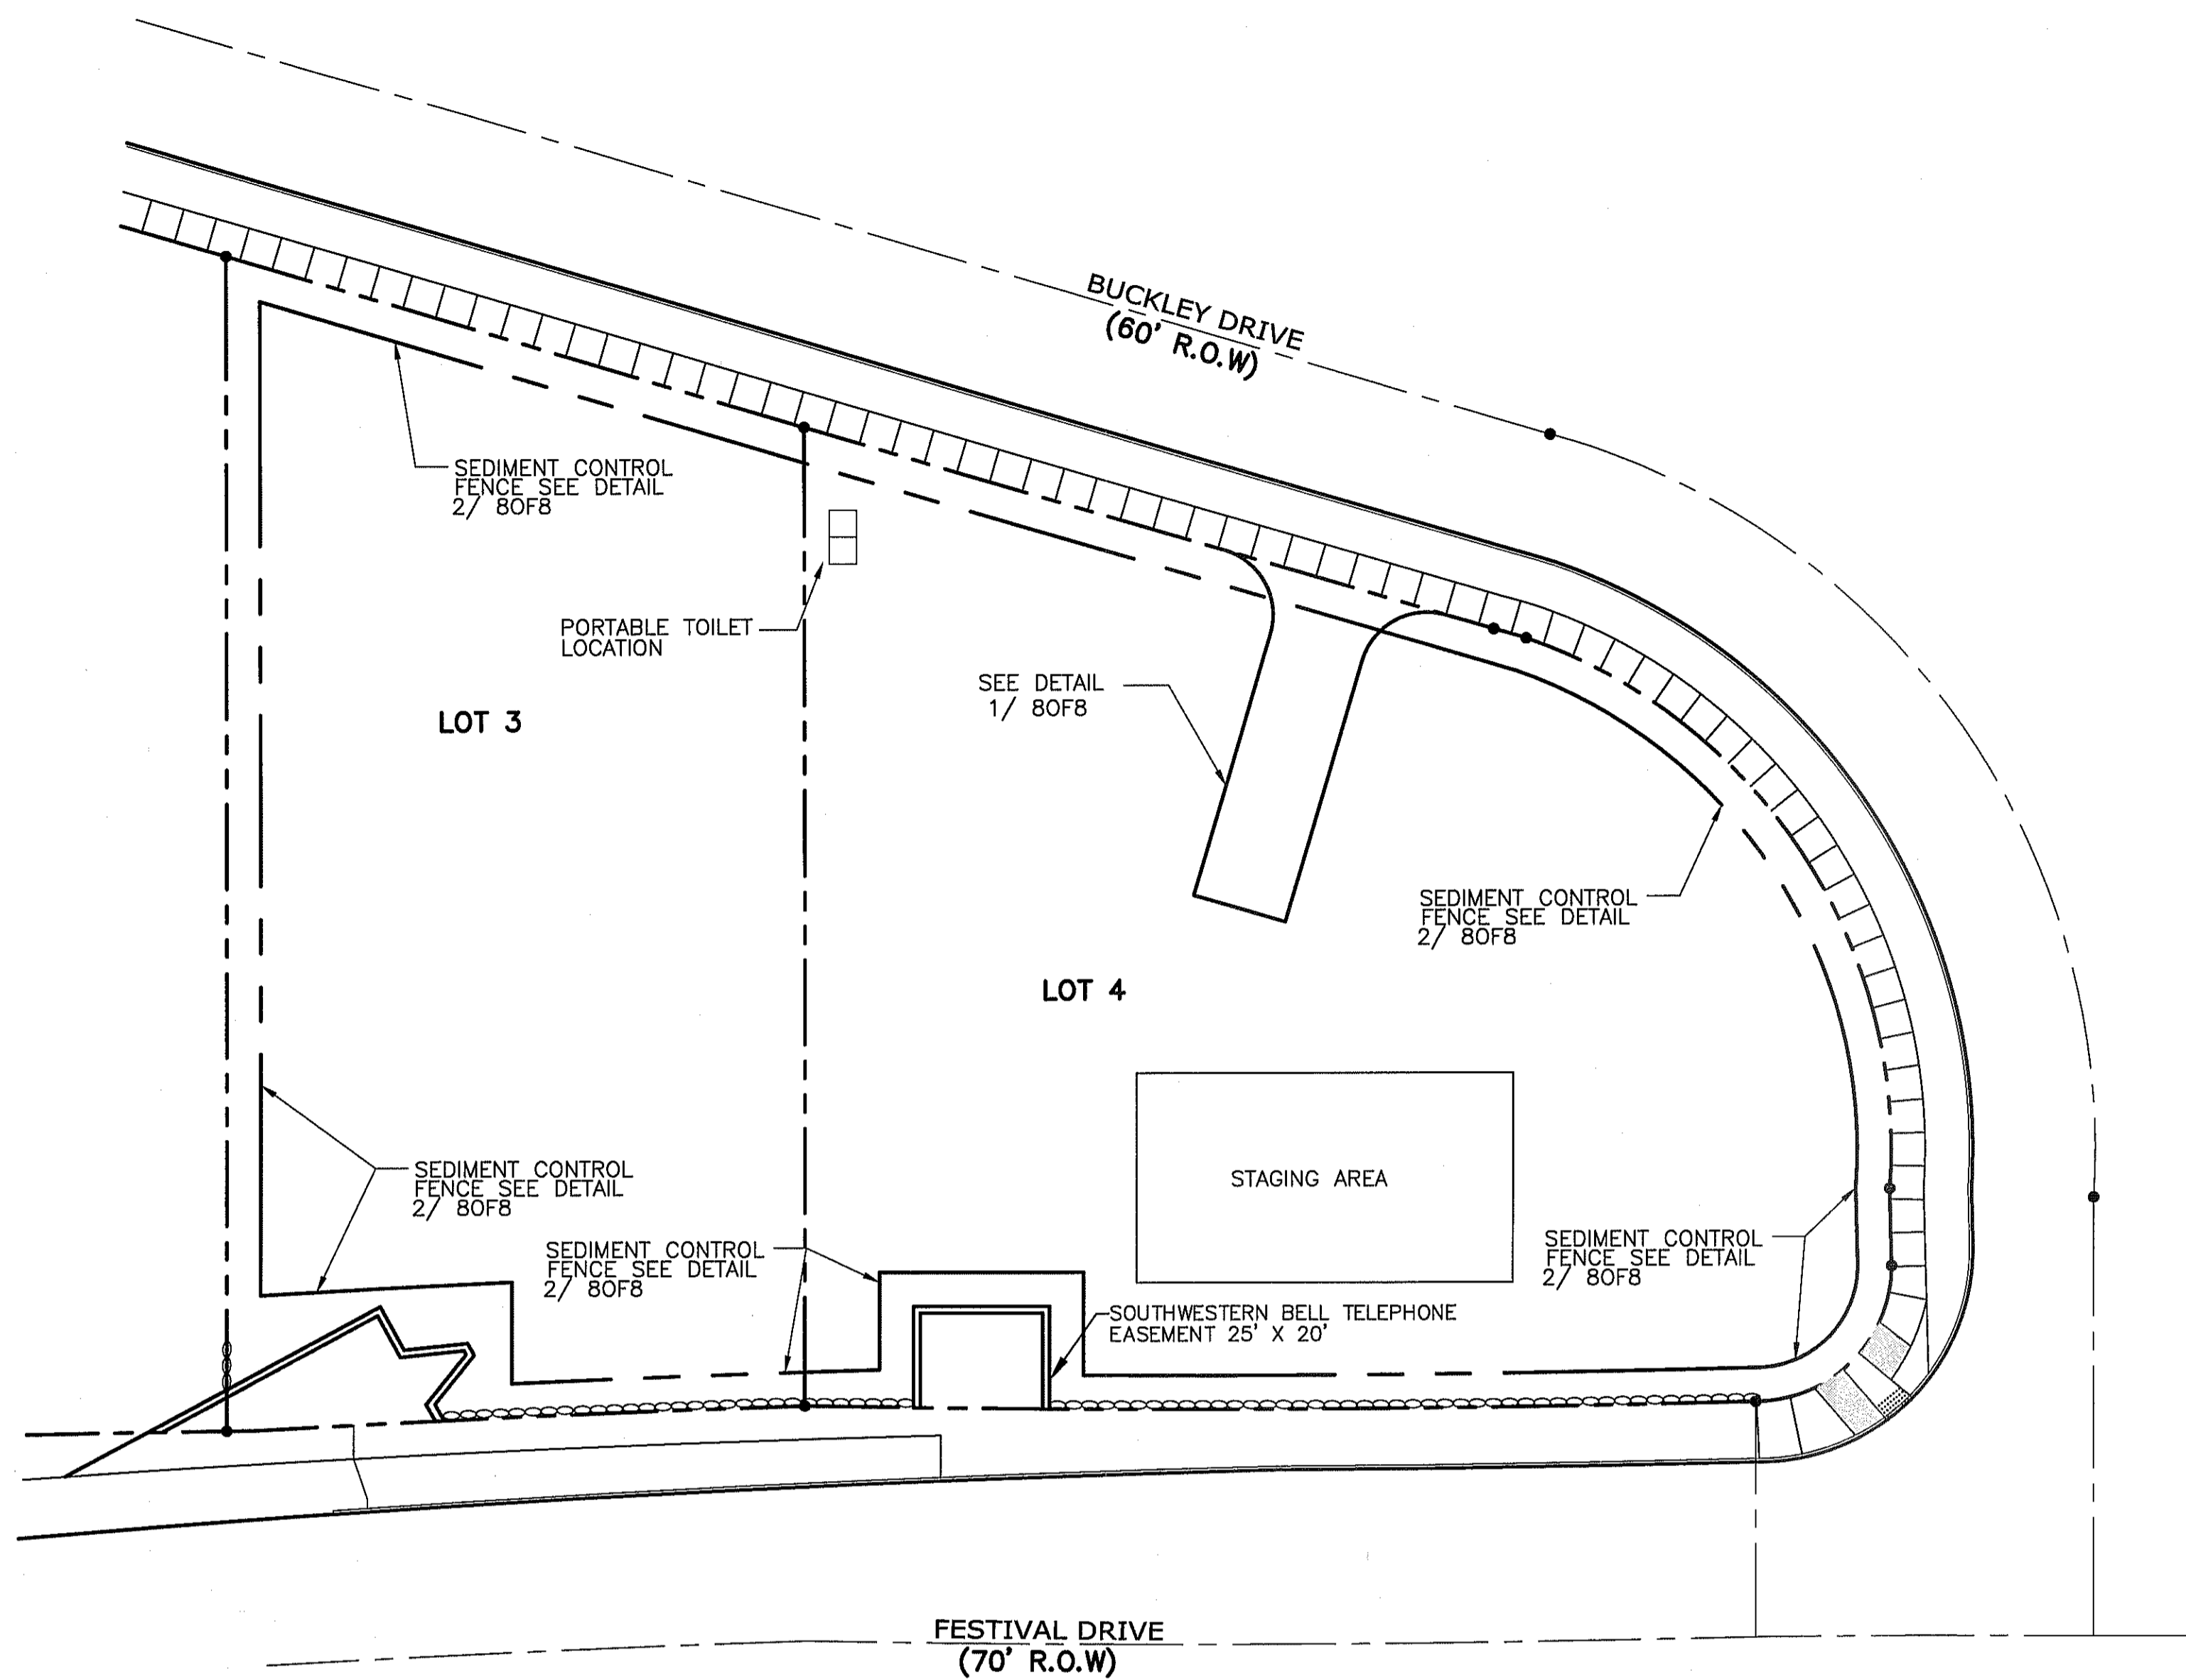 BUCKLEY DRIVE
(60' R.O.W)
SEDIMENT CONTROL
FENCE SEE DETAIL
2/ 8OF8
PORTABLE TOILET
LOCATION
SEE DETAIL
1/ 8OF8
LOT 3
SEDIMENT CONTROL
FENCE SEE DETAIL
2/ 8OF8
LOT 4
STAGING AREA
SEDIMENT CONTROL
FENCE SEE DETAIL
2/ 8OF8
SEDIMENT CONTROL
FENCE SEE DETAIL
2/ 8OF8
SEDIMENT CONTROL
FENCE SEE DETAIL
2/ 8OF8
SOUTHWESTERN BELL TELEPHONE
EASEMENT 25' X 20'
FESTIVAL DRIVE
(70' R.O.W)